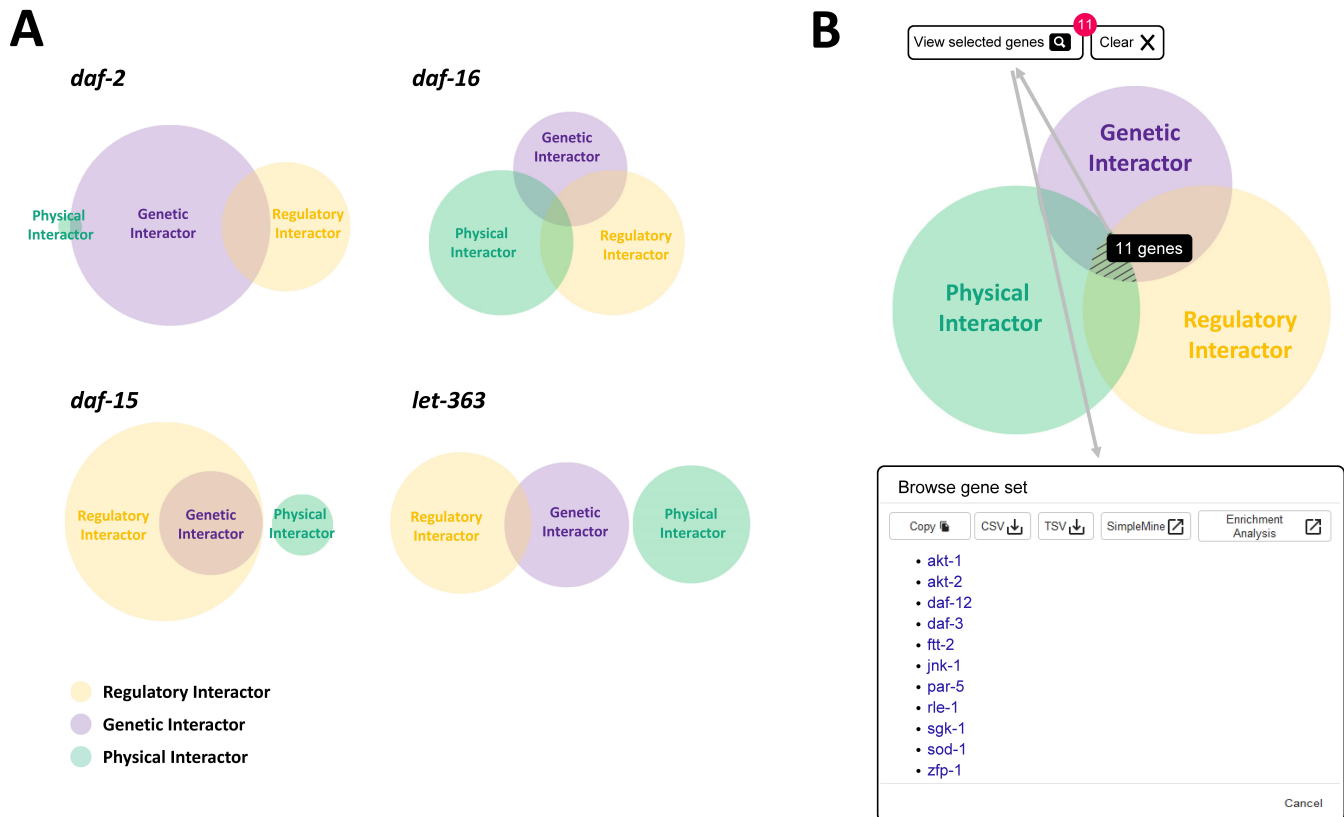 A
daf-2
Physical
Interactor
Genetic
Interactor
Regulatory
Interactor
daf-16
Genetic
Interactor
Physical
Interactor
Regulatory
Interactor
daf-15
Regulatory
Interactor
Genetic
Interactor
Physical
Interactor
let-363
Regulatory
Interactor
Genetic
Interactor
Physical
Interactor
Regulatory Interactor
Genetic Interactor
Physical Interactor
B
View selected genes
11
Clear
Genetic
Interactor
11 genes
Physical
Interactor
Regulatory
Interactor
Browse gene set
Copy
CSV
TSV
SimpleMine
Enrichment
Analysis
akt-1
akt-2
daf-12
daf-3
ftt-2
jnk-1
par-5
rle-1
sgk-1
sod-1
zfp-1
Cancel